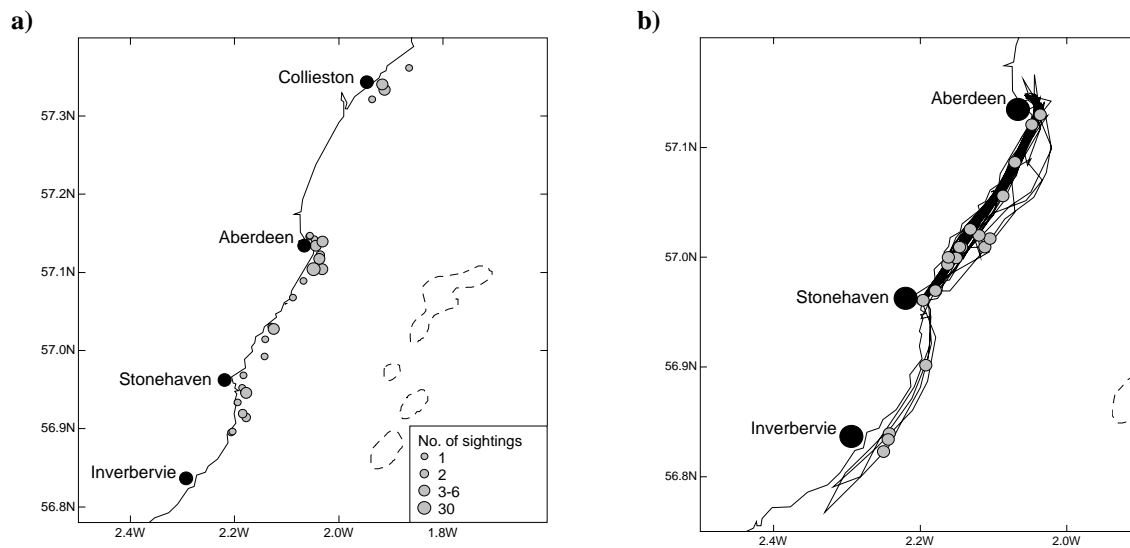 a)
Collieston
57.3N
57.2N
Aberdeen
57.1N
57.0N
Stonehaven
56.9N
Inverbervie
56.8N
No. of sightings
1
2
3-6
30
2.4W
2.2W
2.0W
1.8W
b)
Aberdeen
57.1N
57.0N
Stonehaven
56.9N
Inverbervie
56.8N
2.4W
2.2W
2.0W